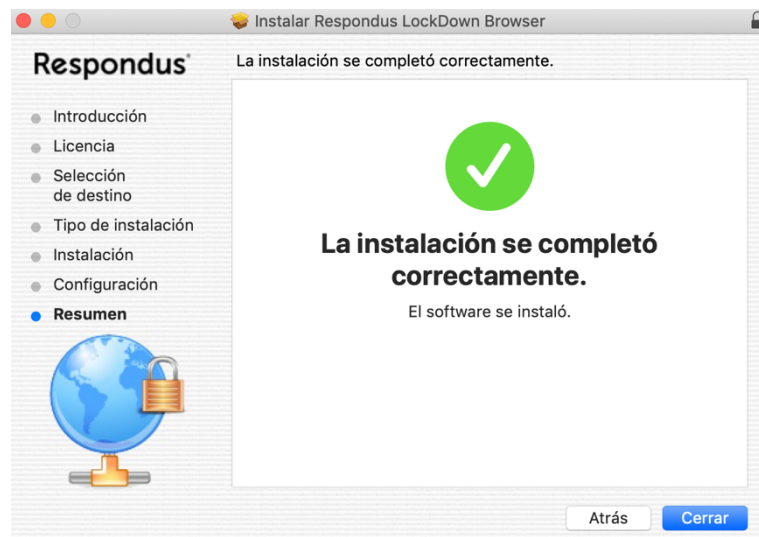 Instalar Respondus LockDown Browser
Respondus
La instalación se completó correctamente.
Introducción
Licencia
Selección
de destino
Tipo de instalación
Instalación
Configuración
Resumen
La instalación se completó
correctamente.
El software se instaló.
Atrás
Cerrar